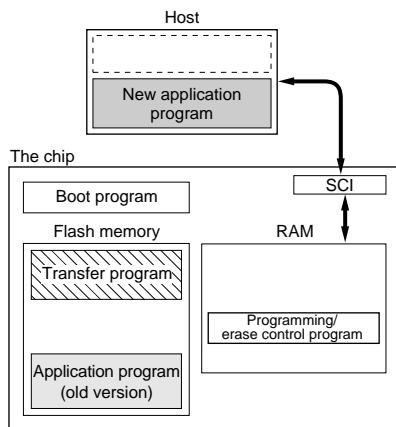 Host
New application
program
The chip
SCI
Boot program
Flash memory
RAM
Transfer program
Programming/
erase control program
Application program
(old version)